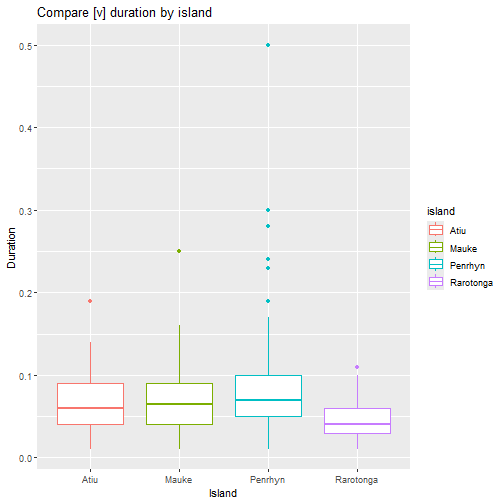 Compare [v] duration by island
0.5
0.4
0.3
0.2
0.1
0.0
Duration
Atiu Mauke Penrhyn Rarotonga
Island
island
Atiu
Mauke
Penrhyn
Rarotonga